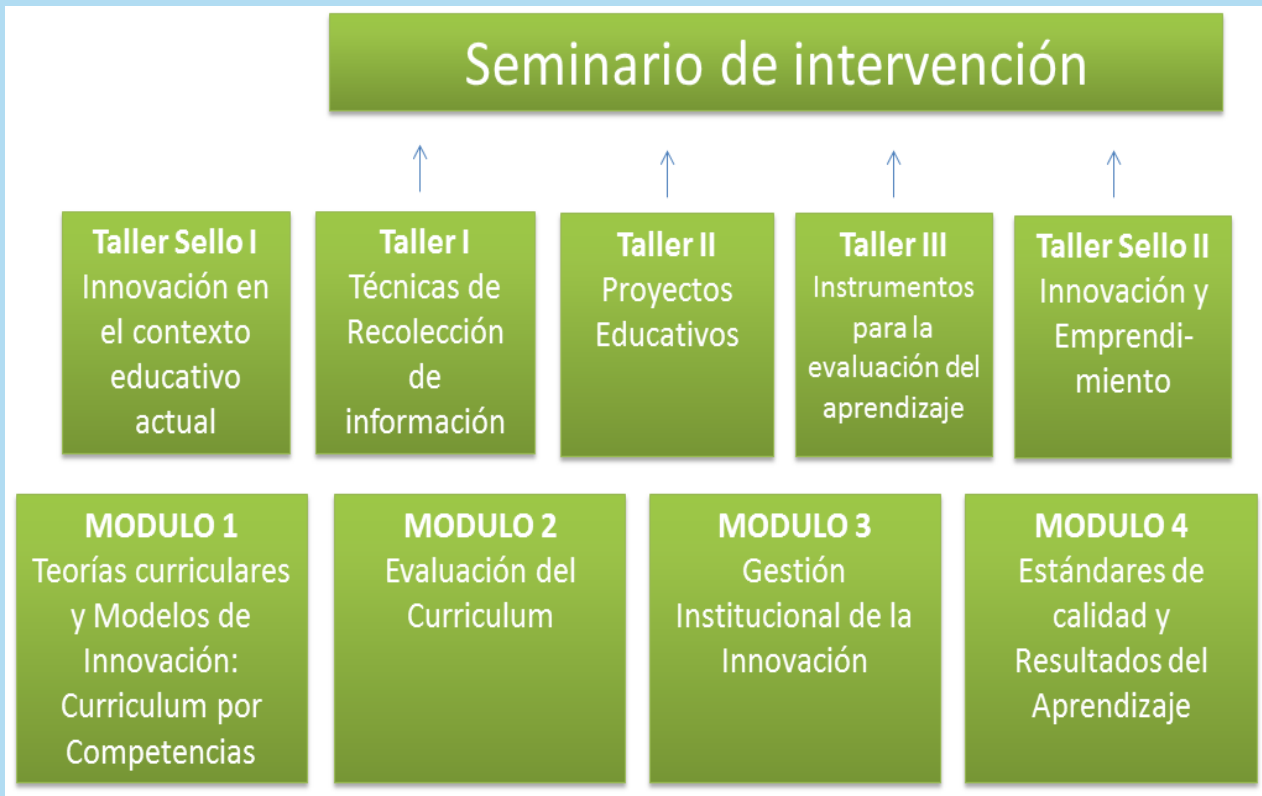 Seminario de intervención
Taller Sello I
Innovación en
el contexto
educativo
actual
Taller I
Técnicas de
Recolección
de
información
Taller II
Proyectos
Educativos
Taller III
Instrumentos
para la
evaluación del
aprendizaje
Taller Sello II
Innovación y
Emprendi-
miento
MODULO 1
Teorías curriculares
y Modelos de
Innovación:
Curriculum por
Competencias
MODULO 2
Evaluación del
Curriculum
MODULO 3
Gestión
Institucional de la
Innovación
MODULO 4
Estándares de
calidad y
Resultados del
Aprendizaje